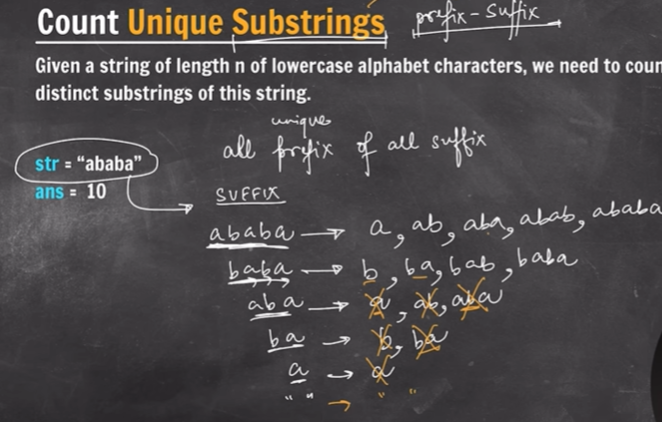 Count Unique Substrings
prefix - suffix
Given a string of length n of lowercase alphabet characters, we need to coun
distinct substrings of this string.
unique
all prefix of all suffix
str = "ababa"
ans = 10
SUFFIX
ababa → a, ab, aba, abab, ababa
baba → b, ba, bab, baba
aba → a, ab, aba
ba → b, ba
a → a
" " → " "